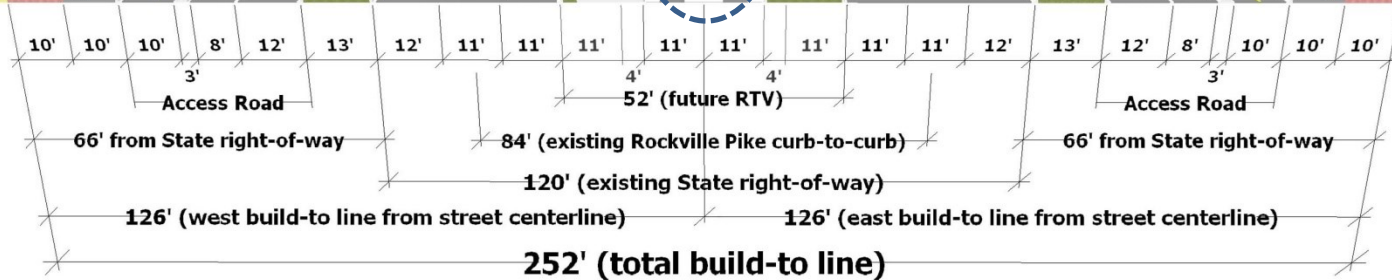 10' 10' 10' 8' 12' 13' 12' 11' 11' 11' 11' 11' 11' 11' 11' 12' 13' 12' 8' 10' 10' 10'
3' 4' 4' 3'
Access Road 52' (future RTV) Access Road
66' from State right-of-way 84' (existing Rockville Pike curb-to-curb) 66' from State right-of-way
120' (existing State right-of-way)
126' (west build-to line from street centerline) 126' (east build-to line from street centerline)
252' (total build-to line)